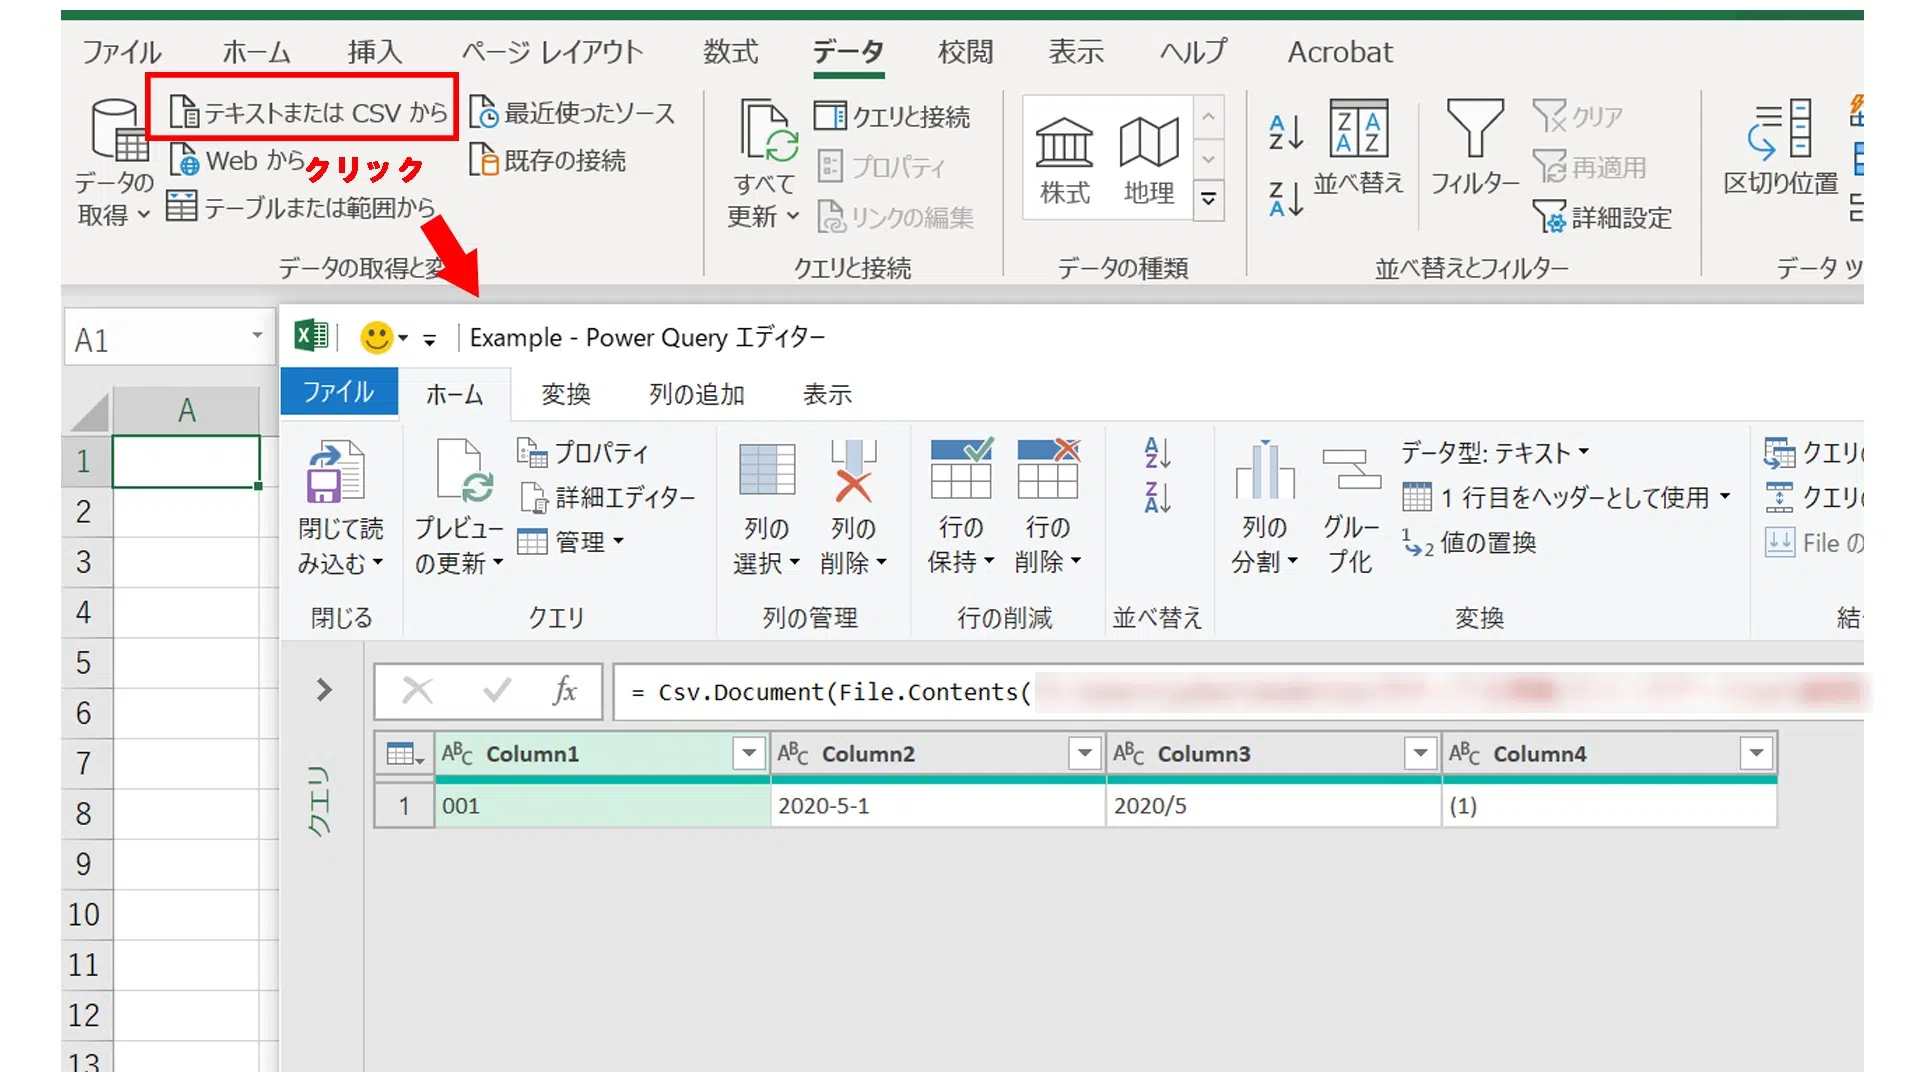 ファイル ホーム 挿入 ページ レイアウト 数式 データ 校閲 表示 ヘルプ Acrobat
データの
取得
テキストまたは CSV から
Web から
テーブルまたは範囲から
最近使ったソース
既存の接続
クリック
データの取得と変
すべて
更新
クエリと接続
プロパティ
リンクの編集
クエリと接続
株式 地理
データの種類
並べ替え
フィルター
クリア
再適用
詳細設定
並べ替えとフィルター
区切り位置
データ ツ
A1
A
1
2
3
4
5
6
7
8
9
10
11
12
13
Example - Power Query エディター
ファイル ホーム 変換 列の追加 表示
閉じて読
み込む
閉じる
プレビュー
の更新
プロパティ
詳細エディター
管理
クエリ
列の
選択
列の
削除
列の管理
行の
保持
行の
削除
行の削減
並べ替え
列の
分割
グルー
プ化
データ型: テキスト
1 行目をヘッダーとして使用
値の置換
変換
クエリの
クエリの
File の
結
クエリ
fx
= Csv.Document(File.Contents(
ABC Column1 ABC Column2 ABC Column3 ABC Column4
1 001 2020-5-1 2020/5 (1)